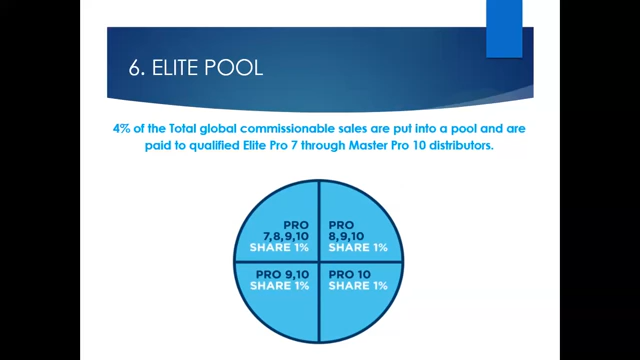 6. ELITE POOL
4% of the Total global commissionable sales are put into a pool and are
paid to qualified Elite Pro 7 through Master Pro 10 distributors.
PRO
7,8,9,10
SHARE 1%
PRO
8,9,10
SHARE 1%
PRO 9,10
SHARE 1%
PRO 10
SHARE 1%